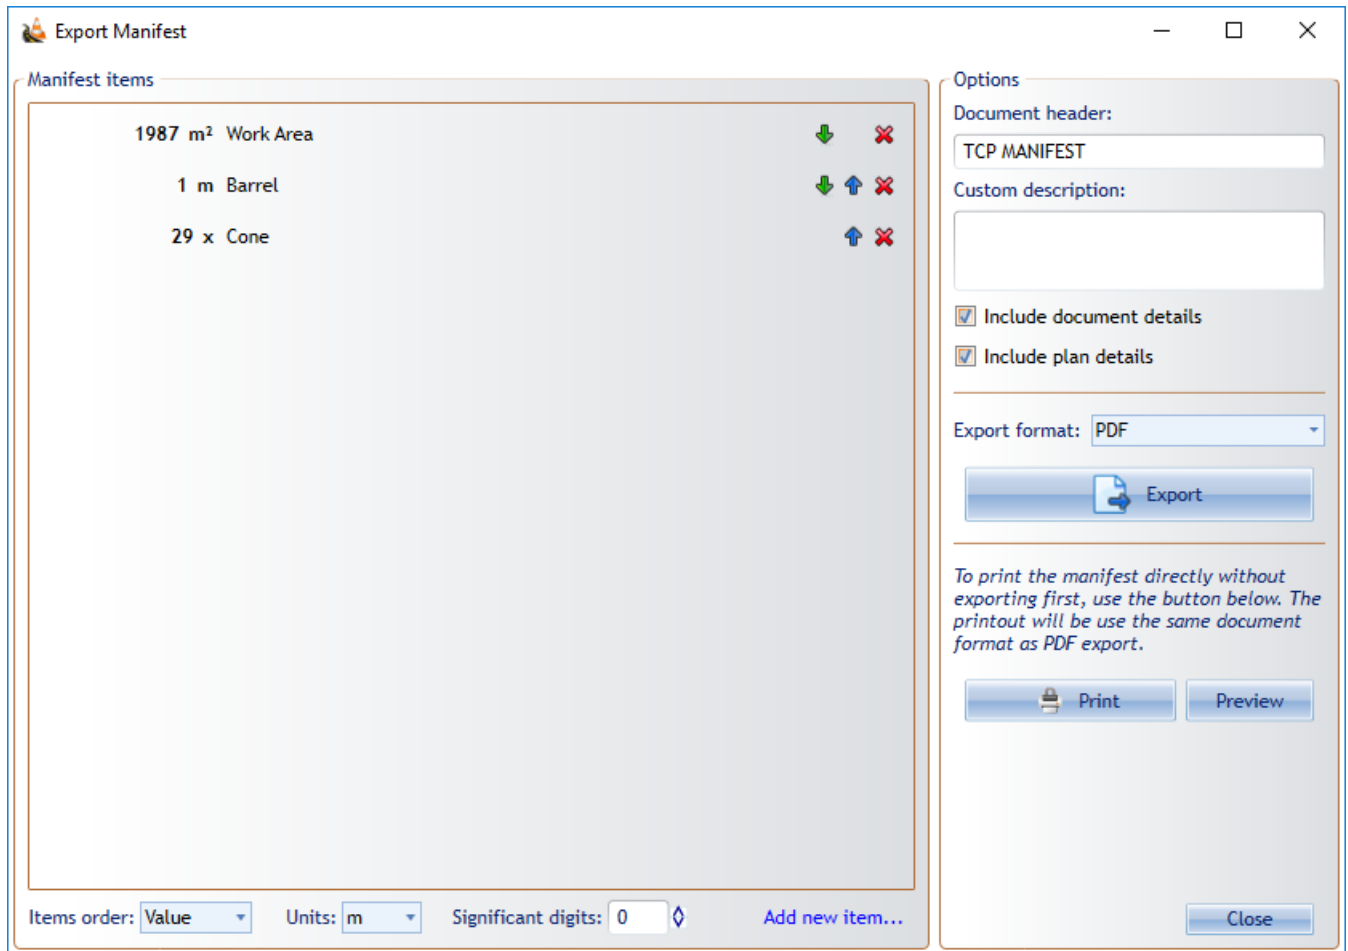 Export Manifest
Manifest items
1987 m² Work Area
1 m Barrel
29 x Cone
Items order: Value Units: m Significant digits: 0 Add new item...
Options
Document header:
TCP MANIFEST
Custom description:
Include document details
Include plan details
Export format: PDF
Export
To print the manifest directly without
exporting first, use the button below. The
printout will be use the same document
format as PDF export.
Print Preview
Close